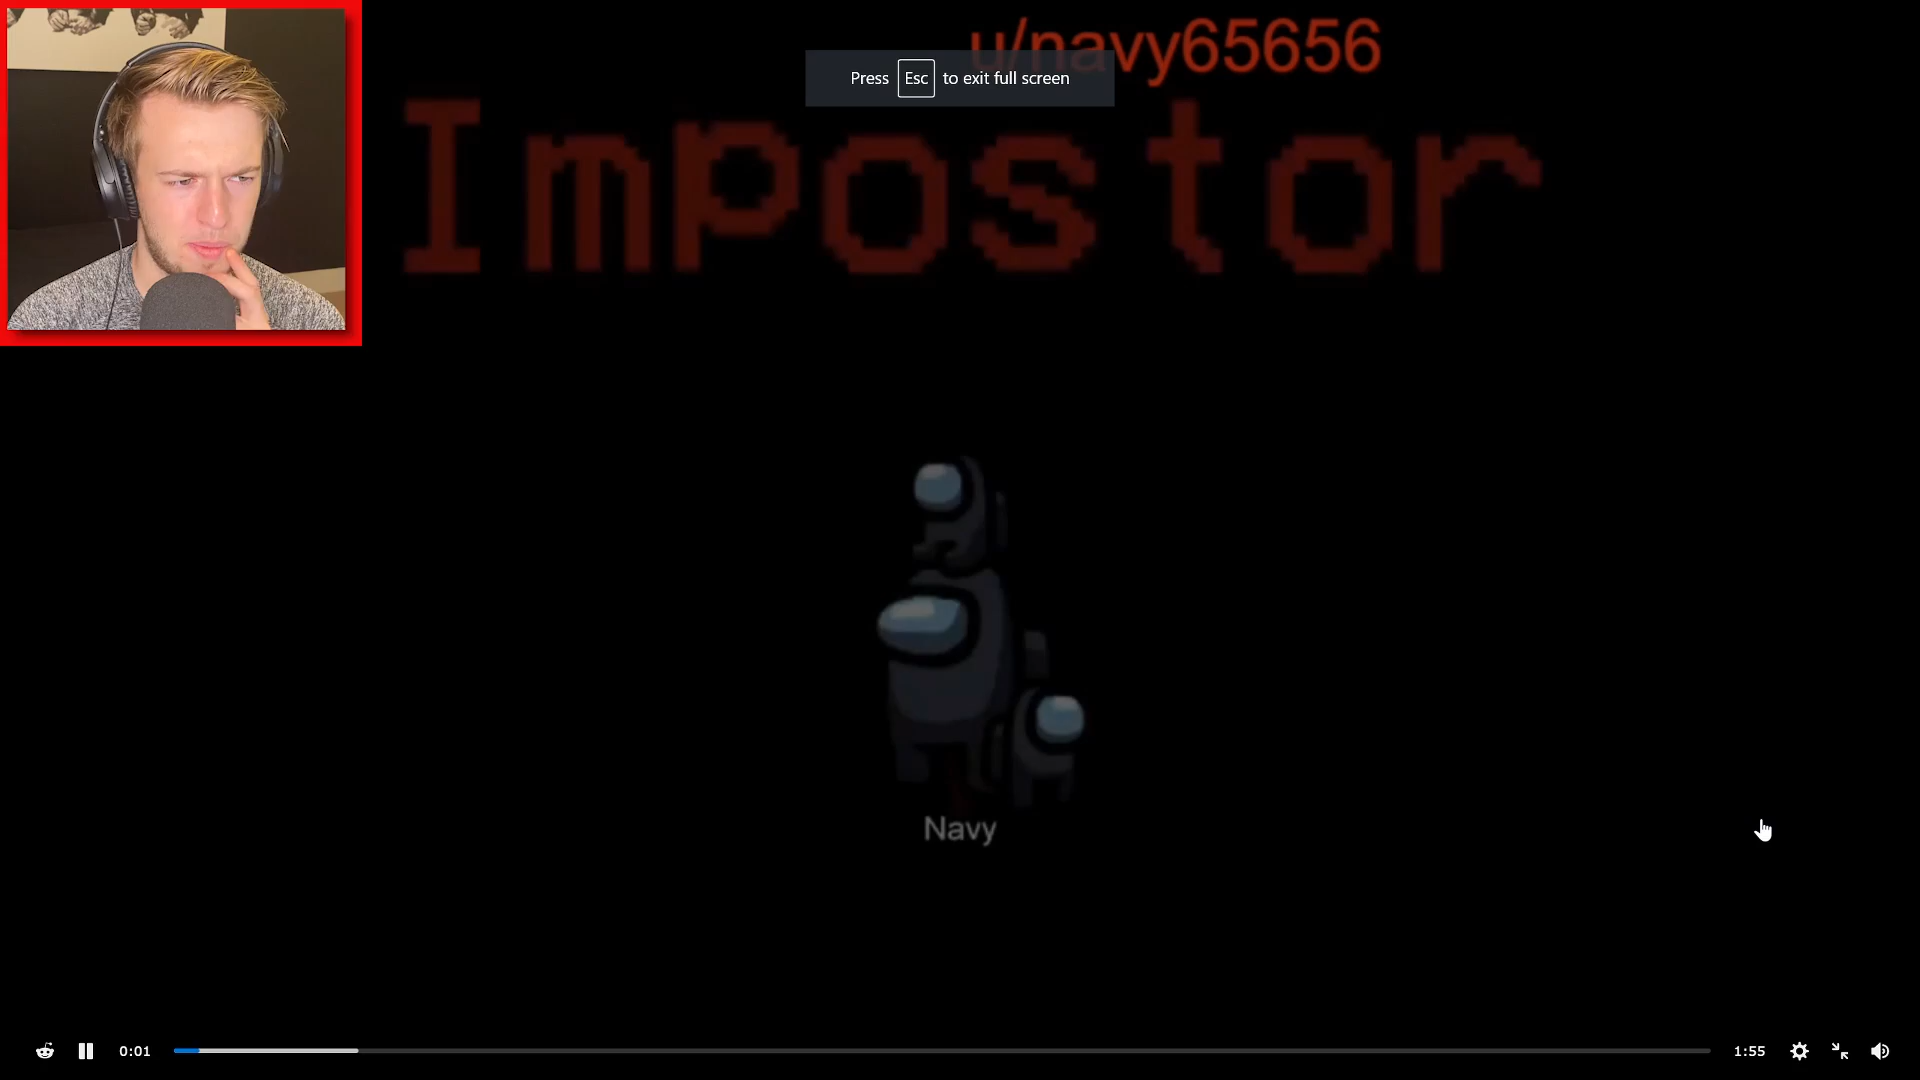 u/navy65656
Press Esc to exit full screen
Impostor
Navy
0:01
1:55